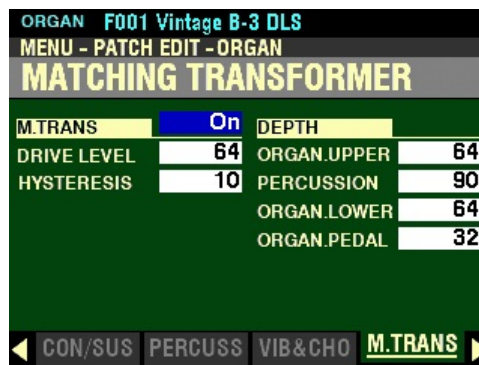 ORGAN F001 Vintage B-3 DLS
MENU - PATCH EDIT - ORGAN
MATCHING TRANSFORMER
M.TRANS On DEPTH
DRIVE LEVEL 64 ORGAN.UPPER 64
HYSTERESIS 10 PERCUSSION 90
ORGAN.LOWER 64
ORGAN.PEDAL 32
CON/SUS PERCUSS VIB&CHO M.TRANS